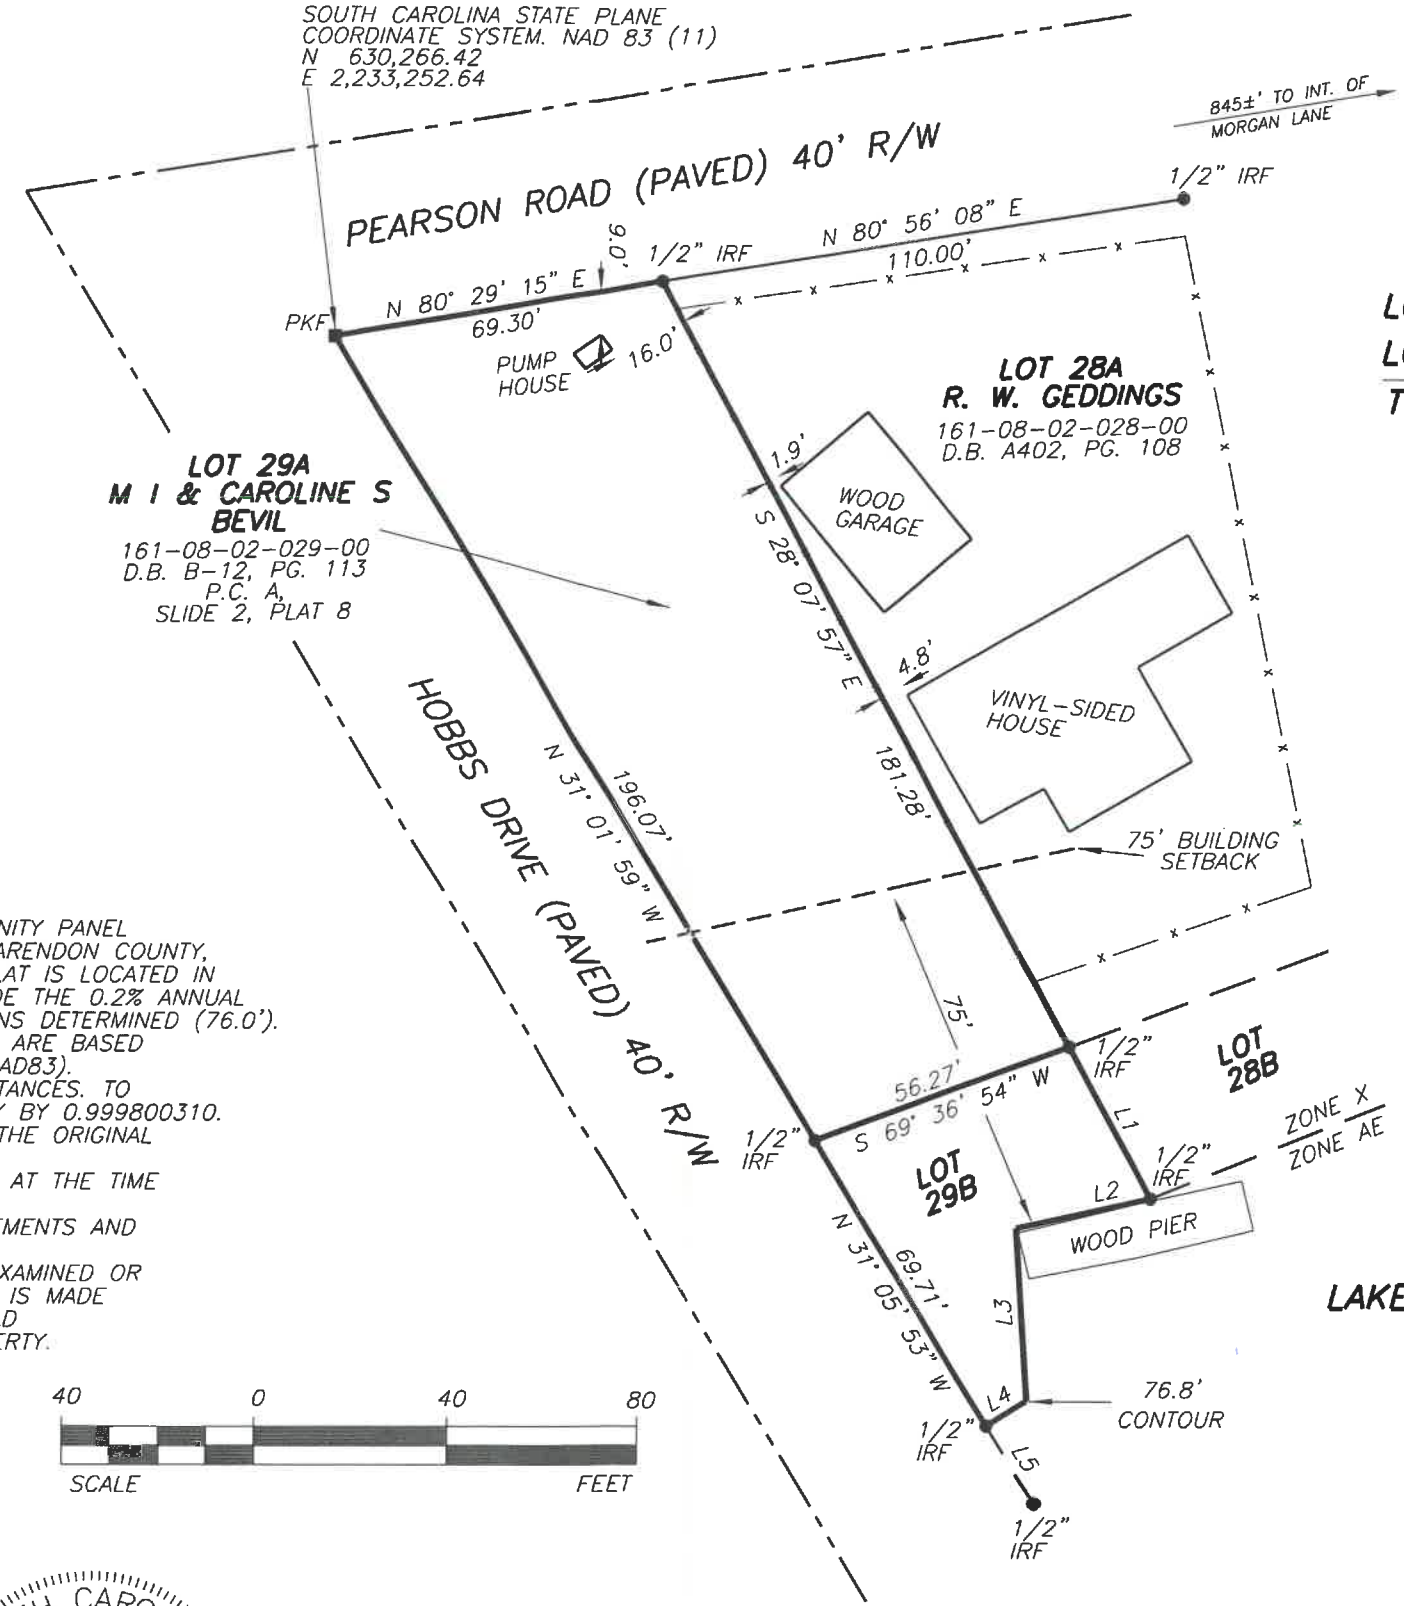 SOUTH CAROLINA STATE PLANE
COORDINATE SYSTEM. NAD 83 (11)
N 630,266.42
E 2,233,252.64
845±' TO INT. OF
MORGAN LANE
PEARSON ROAD (PAVED) 40' R/W
1/2" IRF
N 80° 56' 08" E
110.00'
9.0'
1/2" IRF
N 80° 29' 15" E
69.30'
PKF
PUMP
HOUSE
16.0'
LOT 28A
R. W. GEDDINGS
161-08-02-028-00
D.B. A402, PG. 108
T
LOT 29A
M I & CAROLINE S
BEVIL
161-08-02-029-00
D.B. B-12, PG. 113
P.C. A,
SLIDE 2, PLAT 8
1.9'
WOOD
GARAGE
S 28° 07' 57" E
181.28'
4.8'
VINYL-SIDED
HOUSE
HOBBS DRIVE (PAVED) 40' R/W
196.07'
N 31° 01' 59" W
75' BUILDING
SETBACK
75'
NITY PANEL
ARENDON COUNTY,
LAT IS LOCATED IN
DE THE 0.2% ANNUAL
NS DETERMINED (76.0').
ARE BASED
AD83).
TANCES. TO
Y BY 0.999800310.
THE ORIGINAL
AT THE TIME
EMENTS AND
XAMINED OR
IS MADE
LD
ERTY.
56.27'
S 69° 36' 54" W
1/2"
IRF
LOT
28B
1/2"
IRF
L1
ZONE X
ZONE AE
1/2"
IRF
LOT
29B
L2
WOOD PIER
69.71'
N 31° 05' 53" W
L3
LAKE
L4
76.8'
CONTOUR
1/2"
IRF
L5
1/2"
IRF
40 0 40 80
SCALE FEET
CARO